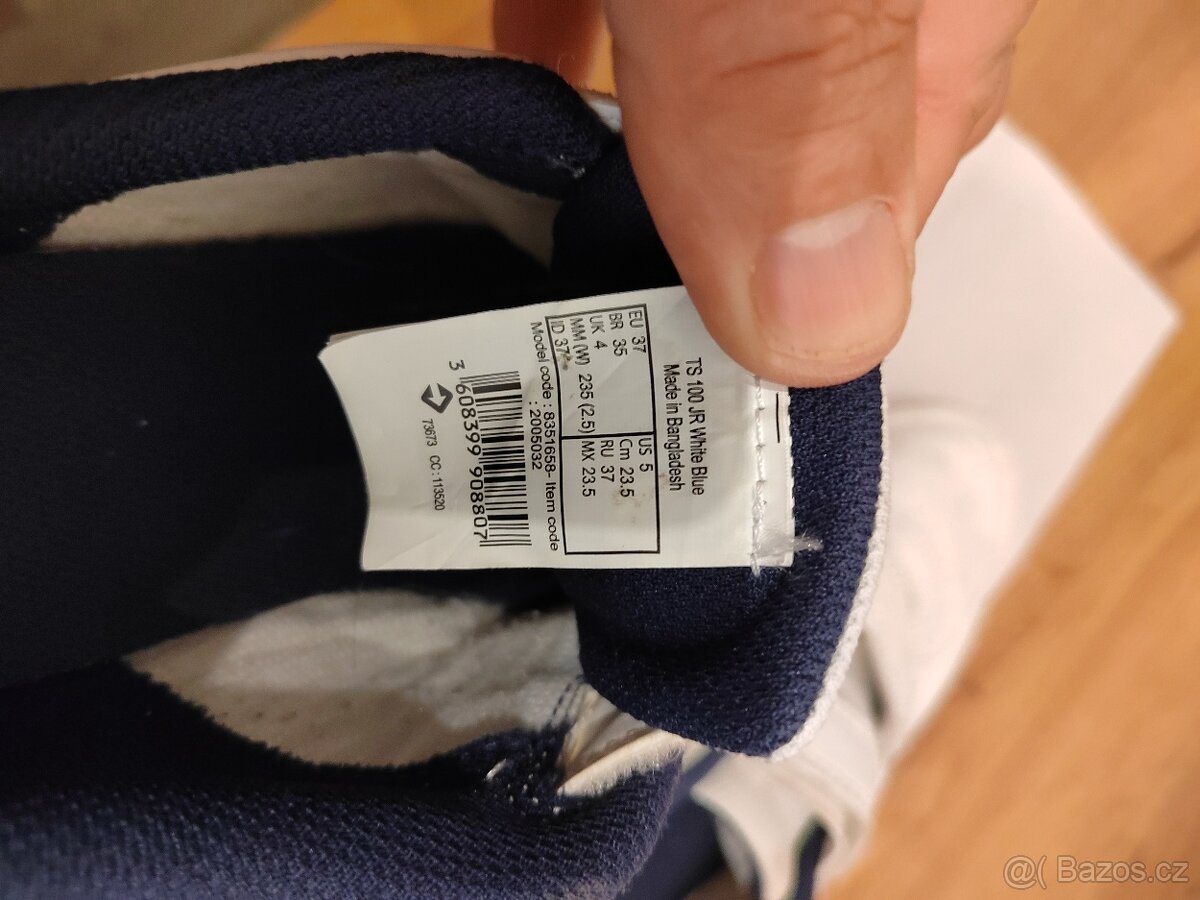 TS 100 JR White Blue
Made in Bangladesh
EU 37 US 5
BR 35 Cm 23.5
UK 4 RU 37
MM (W) 235 (2.5) MX 23.5
ID 37
Model code : 8351658- Item code
: 2005032
3 608399 908807
73673 CC : 113520
@( Bazos.cz